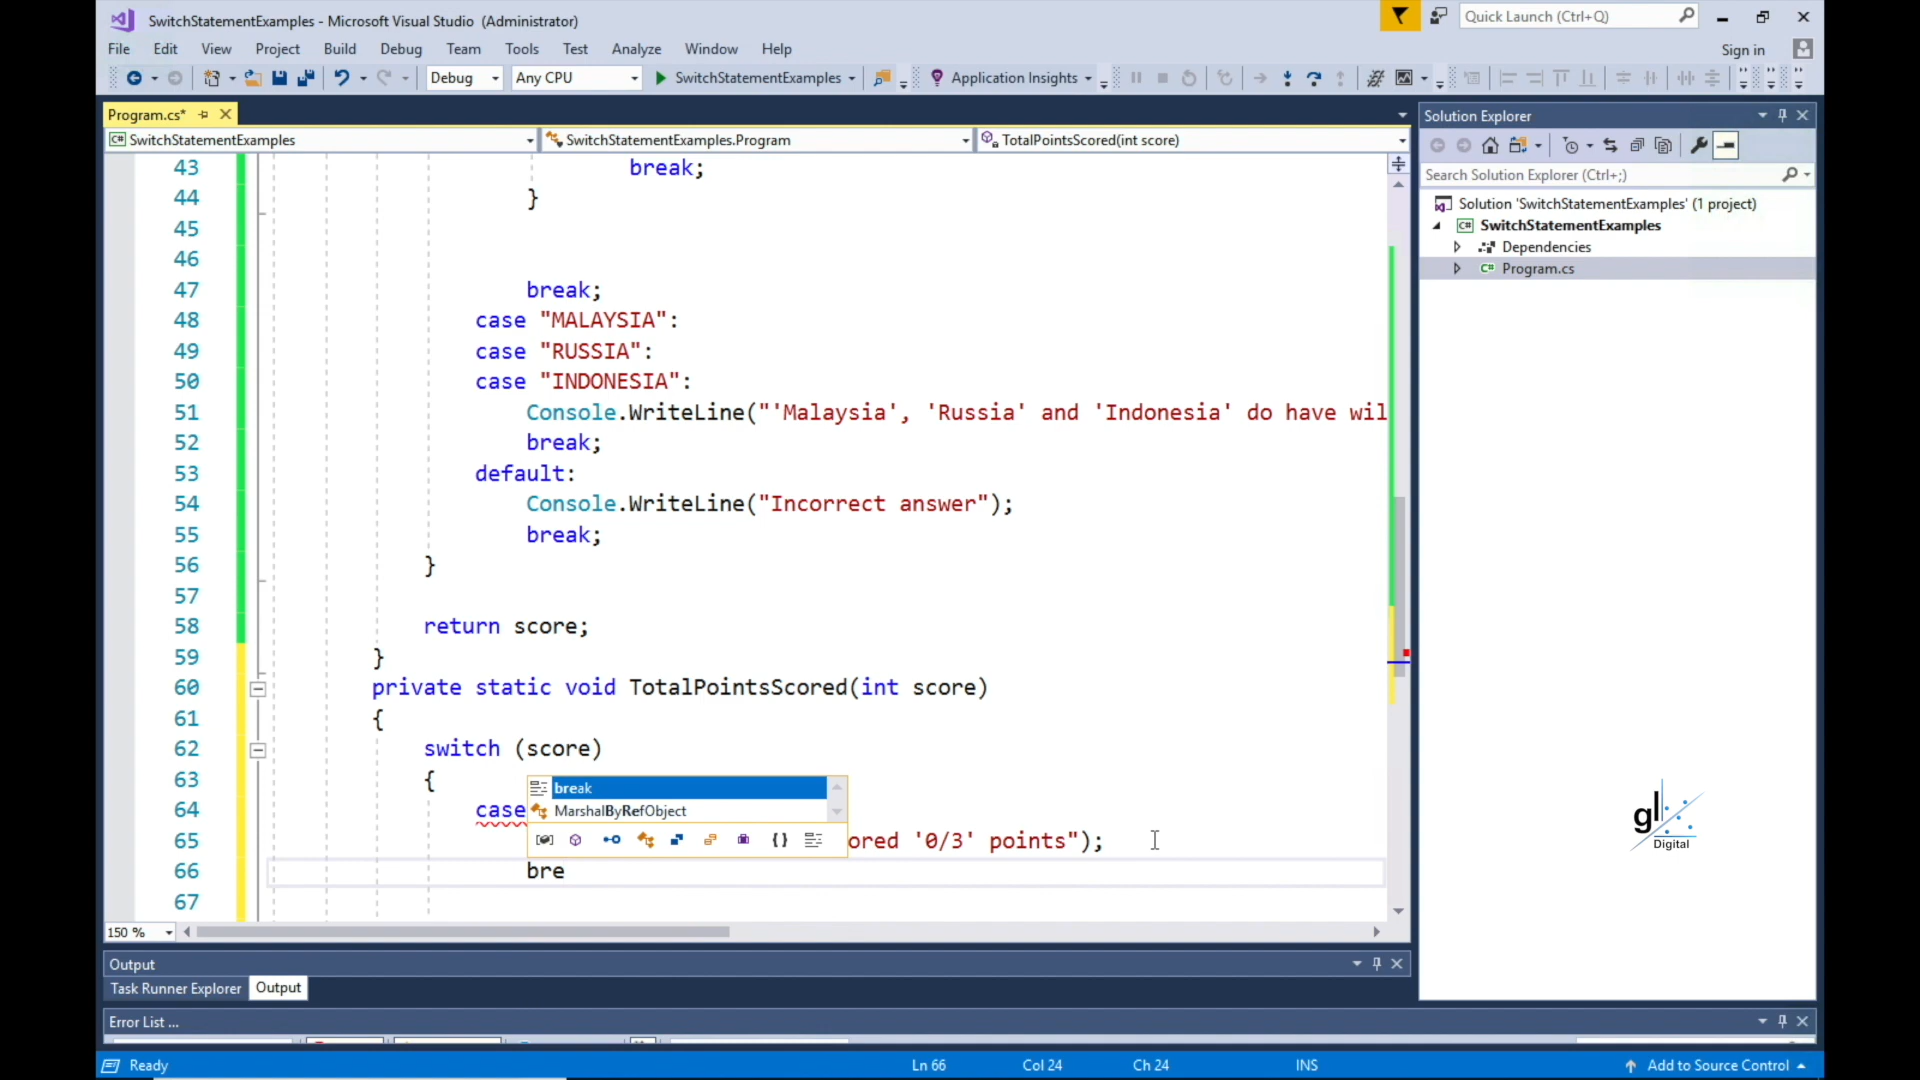 SwitchStatementExamples - Microsoft Visual Studio (Administrator)
Quick Launch (Ctrl+Q)
File Edit View Project Build Debug Team Tools Test Analyze Window Help
Sign in
Debug Any CPU SwitchStatementExamples Application Insights
Program.cs*
SwitchStatementExamples SwitchStatementExamples.Program TotalPointsScored(int score)
43 break;
44 }
45
46
47 break;
48 case "MALAYSIA":
49 case "RUSSIA":
50 case "INDONESIA":
51 Console.WriteLine("'Malaysia', 'Russia' and 'Indonesia' do have wil
52 break;
53 default:
54 Console.WriteLine("Incorrect answer");
55 break;
56 }
57
58 return score;
59 }
60 private static void TotalPointsScored(int score)
61 {
62 switch (score)
63 {
break
64 case
MarshalByRefObject
65 ored '0/3' points");
66 bre
67
150 %
Output
Task Runner Explorer Output
Error List ...
Ready Ln 66 Col 24 Ch 24 INS Add to Source Control
Solution Explorer
Search Solution Explorer (Ctrl+;)
Solution 'SwitchStatementExamples' (1 project)
C# SwitchStatementExamples
Dependencies
C# Program.cs
gl
Digital